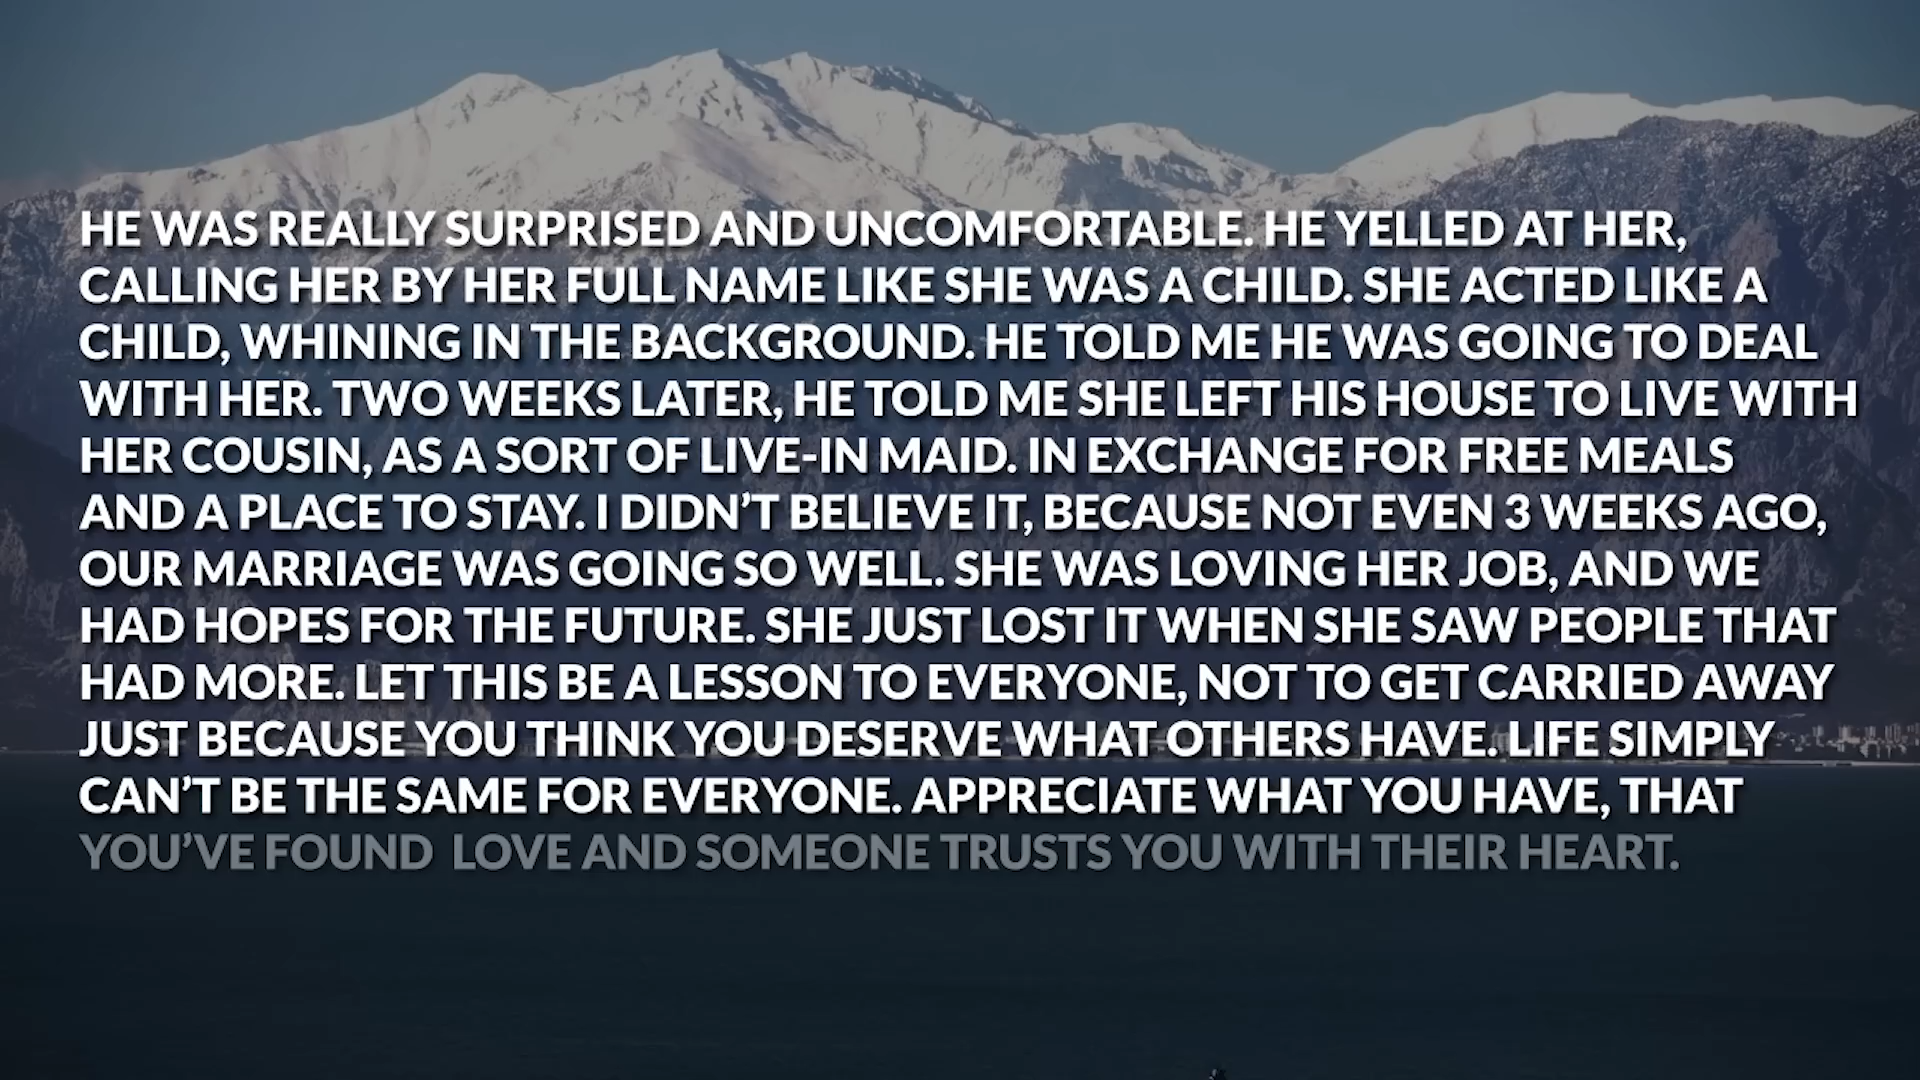 HE WAS REALLY SURPRISED AND UNCOMFORTABLE. HE YELLED AT HER,
CALLING HER BY HER FULL NAME LIKE SHE WAS A CHILD. SHE ACTED LIKE A
CHILD, WHINING IN THE BACKGROUND. HE TOLD ME HE WAS GOING TO DEAL
WITH HER. TWO WEEKS LATER, HE TOLD ME SHE LEFT HIS HOUSE TO LIVE WITH
HER COUSIN, AS A SORT OF LIVE-IN MAID. IN EXCHANGE FOR FREE MEALS
AND A PLACE TO STAY. I DIDN’T BELIEVE IT, BECAUSE NOT EVEN 3 WEEKS AGO,
OUR MARRIAGE WAS GOING SO WELL. SHE WAS LOVING HER JOB, AND WE
HAD HOPES FOR THE FUTURE. SHE JUST LOST IT WHEN SHE SAW PEOPLE THAT
HAD MORE. LET THIS BE A LESSON TO EVERYONE, NOT TO GET CARRIED AWAY
JUST BECAUSE YOU THINK YOU DESERVE WHAT OTHERS HAVE. LIFE SIMPLY
CAN’T BE THE SAME FOR EVERYONE. APPRECIATE WHAT YOU HAVE, THAT
YOU’VE FOUND  LOVE AND SOMEONE TRUSTS YOU WITH THEIR HEART.